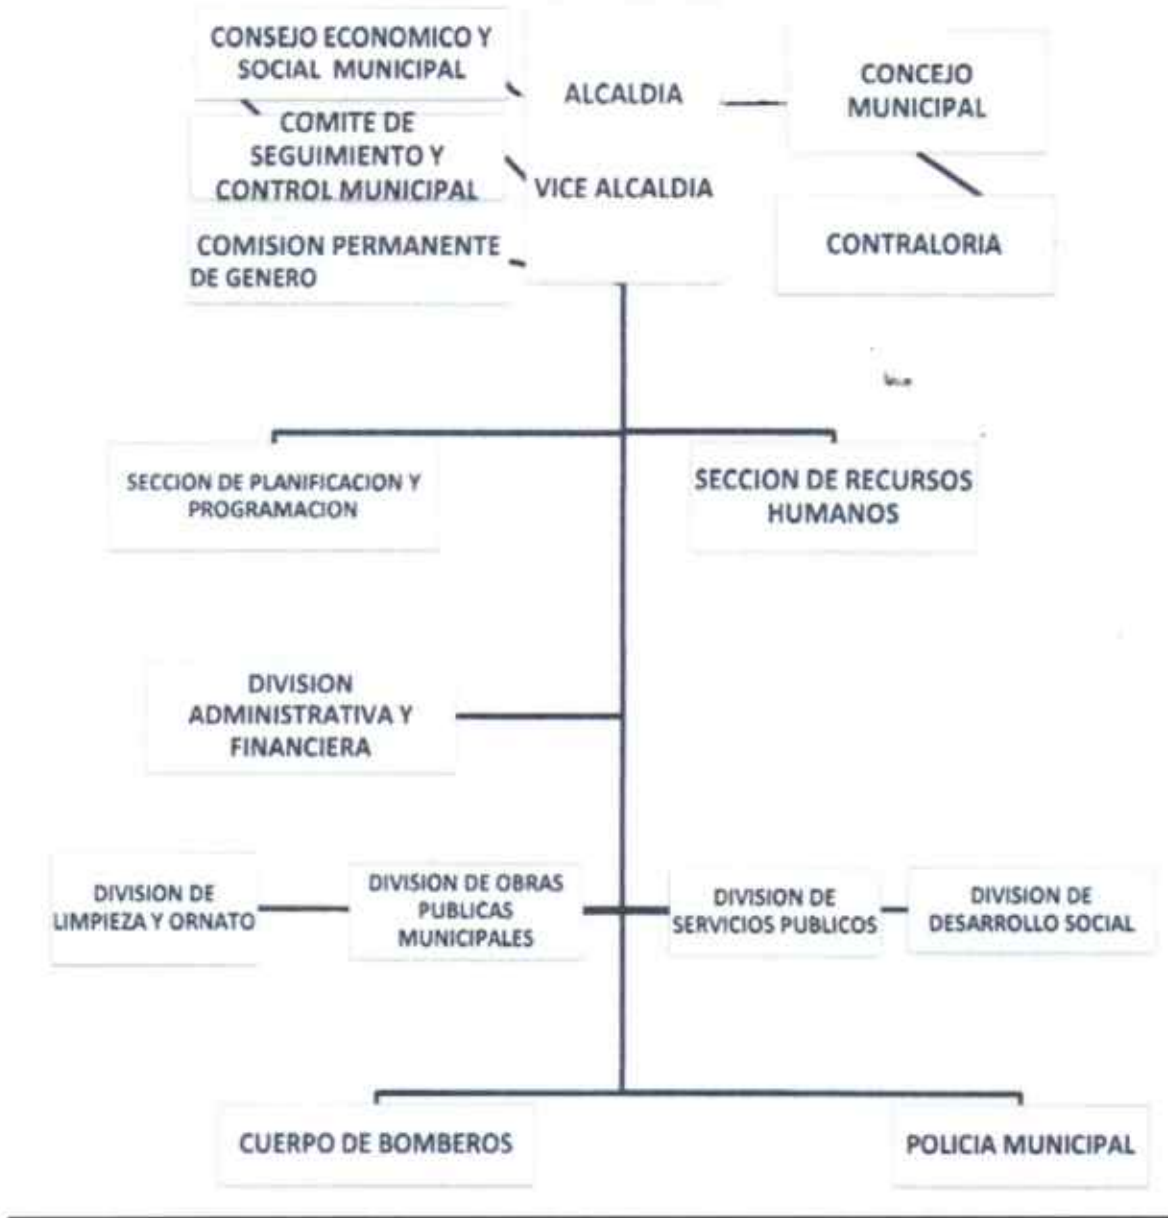 CONSEJO ECONOMICO Y
SOCIAL MUNICIPAL
ALCALDIA
CONCEJO
MUNICIPAL
COMITE DE
SEGUIMIENTO Y
CONTROL MUNICIPAL
VICE ALCALDIA
CONTRALORIA
COMISION PERMANENTE
DE GENERO
SECCION DE PLANIFICACION Y
PROGRAMACION
SECCION DE RECURSOS
HUMANOS
DIVISION
ADMINISTRATIVA Y
FINANCIERA
DIVISION DE
LIMPIEZA Y ORNATO
DIVISION DE OBRAS
PUBLICAS
MUNICIPALES
DIVISION DE
SERVICIOS PUBLICOS
DIVISION DE
DESARROLLO SOCIAL
CUERPO DE BOMBEROS
POLICIA MUNICIPAL